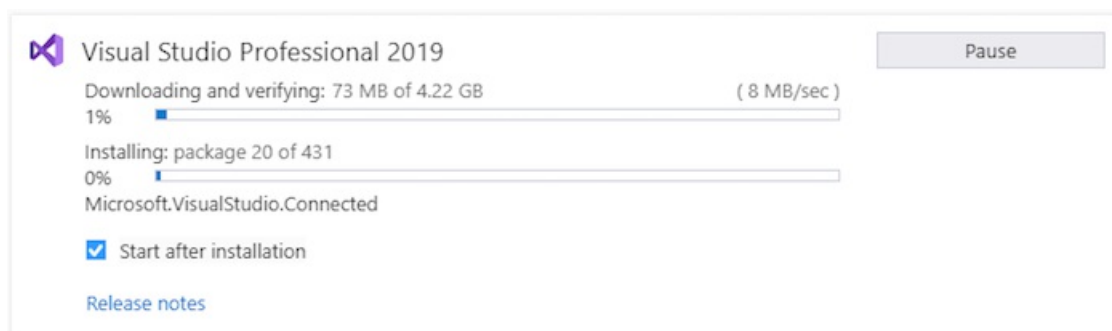 Visual Studio Professional 2019
Pause
Downloading and verifying: 73 MB of 4.22 GB ( 8 MB/sec )
1%
Installing: package 20 of 431
0%
Microsoft.VisualStudio.Connected
Start after installation
Release notes